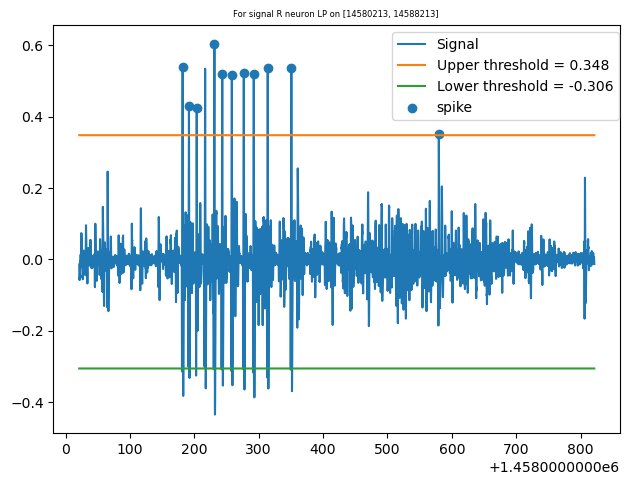 For signal R neuron LP on [14580213, 14588213]
Signal
Upper threshold = 0.348
Lower threshold = -0.306
spike
0.6
0.4
0.2
0.0
−0.2
−0.4
0 100 200 300 400 500 600 700 800
+1.4580000000e6